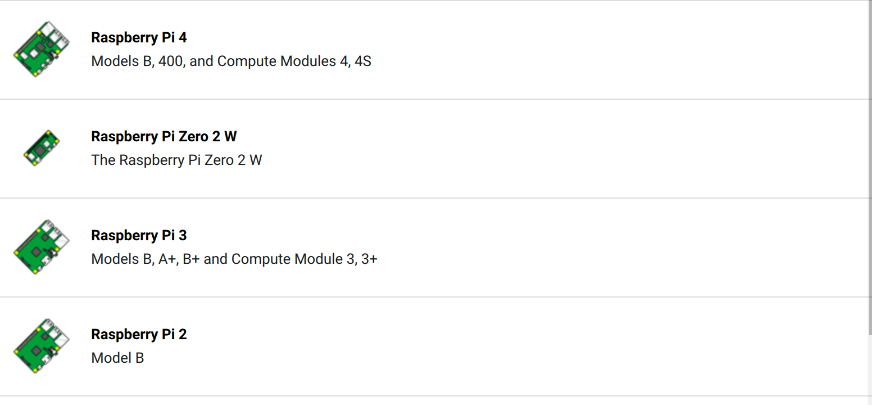 Raspberry Pi 4
Models B, 400, and Compute Modules 4, 4S
Raspberry Pi Zero 2 W
The Raspberry Pi Zero 2 W
Raspberry Pi 3
Models B, A+, B+ and Compute Module 3, 3+
Raspberry Pi 2
Model B